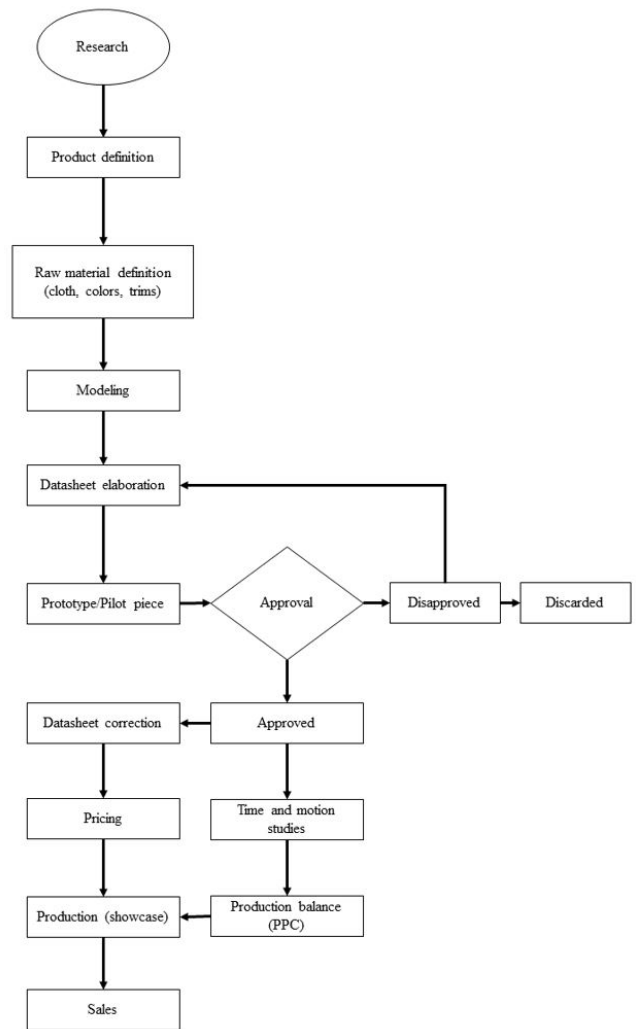 Research
Product definition
Raw material definition
(cloth, colors, trims)
Modeling
Datasheet elaboration
Prototype/Pilot piece
Approval
Disapproved
Discarded
Datasheet correction
Approved
Pricing
Time and motion
studies
Production (showcase)
Production balance
(PPC)
Sales